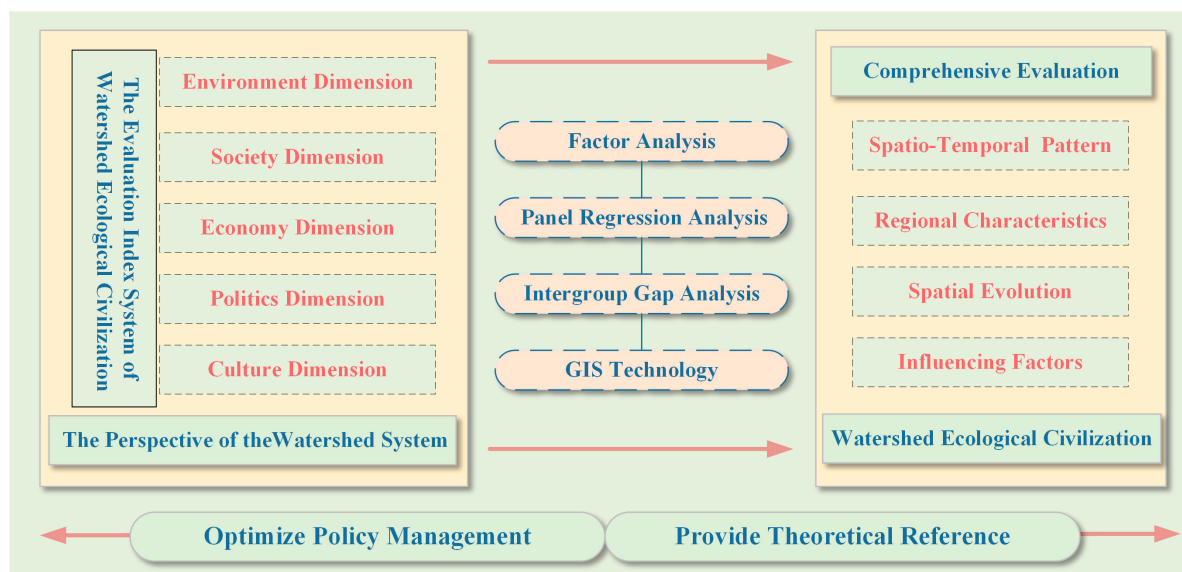 The Evaluation Index System of
Watershed Ecological Civilization
Environment Dimension
Society Dimension
Economy Dimension
Politics Dimension
Culture Dimension
The Perspective of theWatershed System
Factor Analysis
Panel Regression Analysis
Intergroup Gap Analysis
GIS Technology
Comprehensive Evaluation
Spatio-Temporal Pattern
Regional Characteristics
Spatial Evolution
Influencing Factors
Watershed Ecological Civilization
Optimize Policy Management
Provide Theoretical Reference